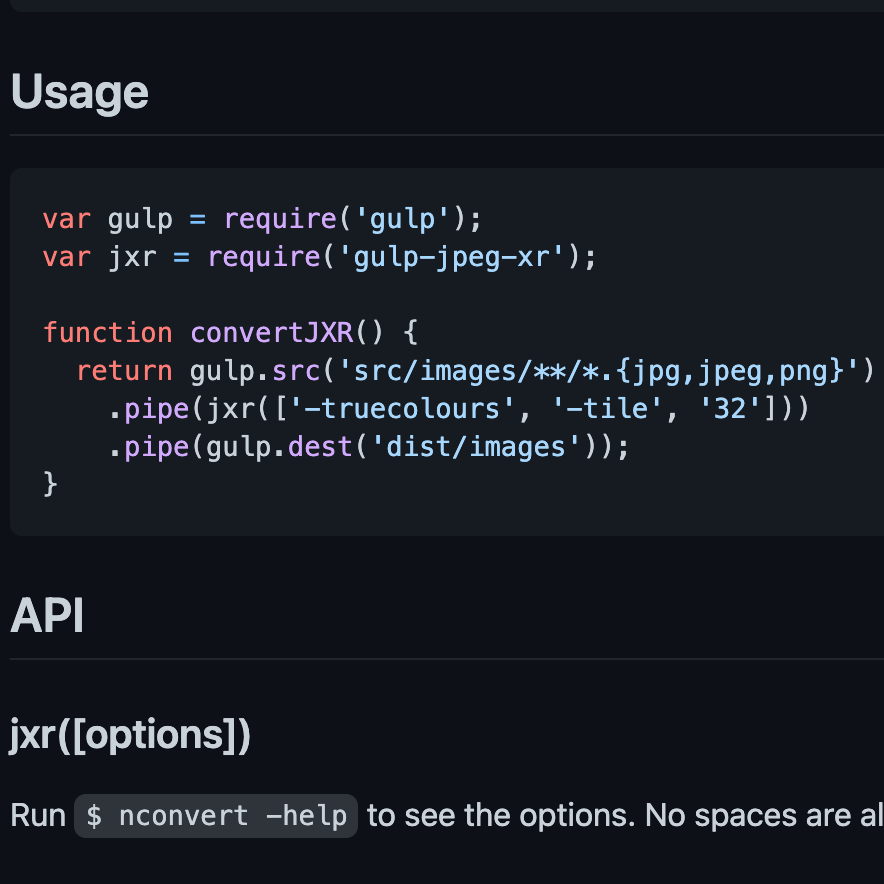 Usage
var gulp = require('gulp');
var jxr = require('gulp-jpeg-xr');
function convertJXR() {
  return gulp.src('src/images/**/*.{jpg,jpeg,png}')
    .pipe(jxr(['-truecolours', '-tile', '32']))
    .pipe(gulp.dest('dist/images'));
}
API
jxr([options])
Run $ nconvert -help to see the options. No spaces are